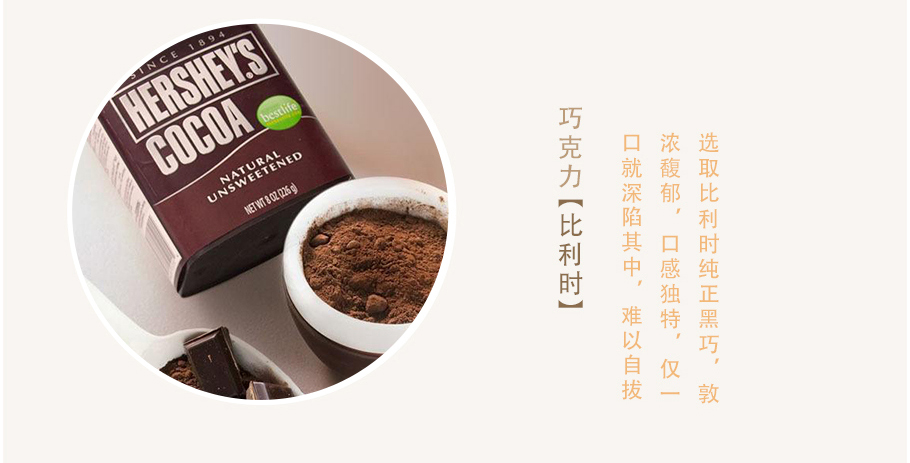 SINCE 1894
HERSHEY'S
COCOA
bestlife
NATURAL
UNSWEETENED
NET WT 8 OZ (226 g)
巧克力【比利时】
选取比利时纯正黑巧，敦
浓馥郁，口感独特，仅一
口就深陷其中，难以自拔